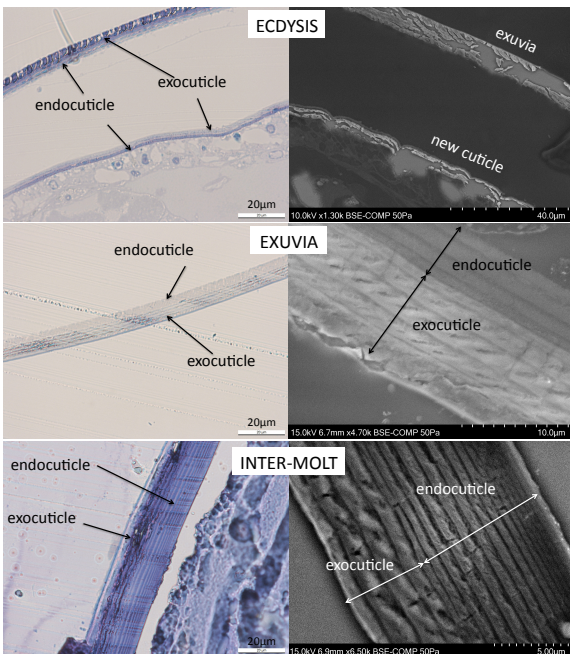 ECDYSIS
endocuticle
exocuticle
20µm
exuvia
new cuticle
10.0kV x1.30k BSE-COMP 50Pa
40.0µm
EXUVIA
endocuticle
exocuticle
20µm
endocuticle
exocuticle
15.0kV 6.7mm x4.70k BSE-COMP 50Pa
10.0µm
INTER-MOLT
endocuticle
exocuticle
20µm
endocuticle
exocuticle
15.0kV 6.9mm x6.50k BSE-COMP 50Pa
5.00µm